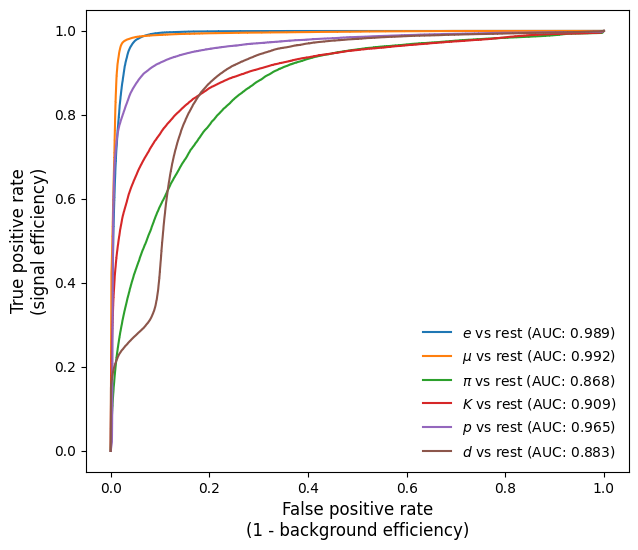 True positive rate
(signal efficiency)
1.0
0.8
0.6
0.4
0.2
0.0
e vs rest (AUC: 0.989)
μ vs rest (AUC: 0.992)
π vs rest (AUC: 0.868)
K vs rest (AUC: 0.909)
p vs rest (AUC: 0.965)
d vs rest (AUC: 0.883)
0.0 0.2 0.4 0.6 0.8 1.0
False positive rate
(1 - background efficiency)